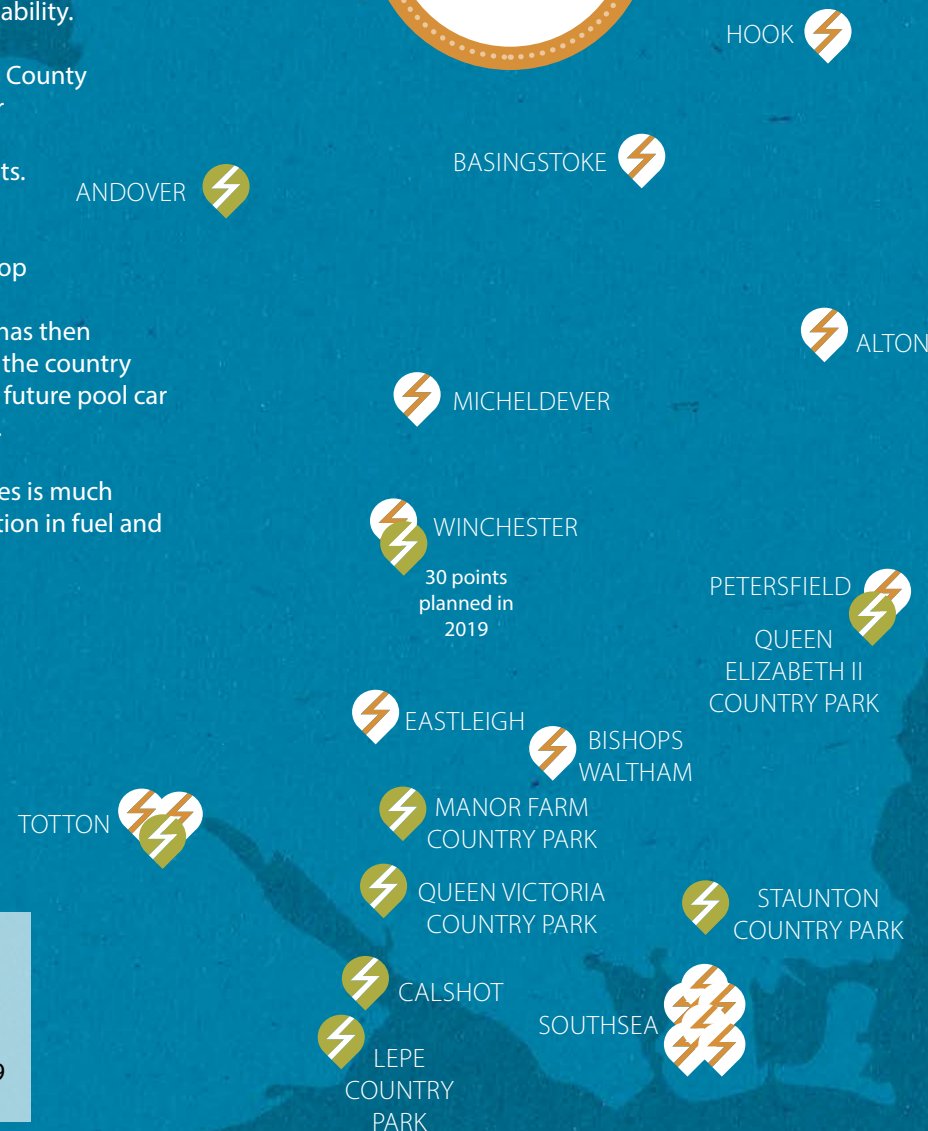 ability.
County
r
ts.
op
has then
the country
future pool car
.
es is much
tion in fuel and
HOOK
BASINGSTOKE
ANDOVER
ALTON
MICHELDEVER
WINCHESTER
30 points
planned in
2019
PETERSFIELD
QUEEN
ELIZABETH II
COUNTRY PARK
EASTLEIGH
BISHOPS
WALTHAM
MANOR FARM
COUNTRY PARK
TOTTON
QUEEN VICTORIA
COUNTRY PARK
STAUNTON
COUNTRY PARK
CALSHOT
SOUTHSEA
LEPE
COUNTRY
PARK
9